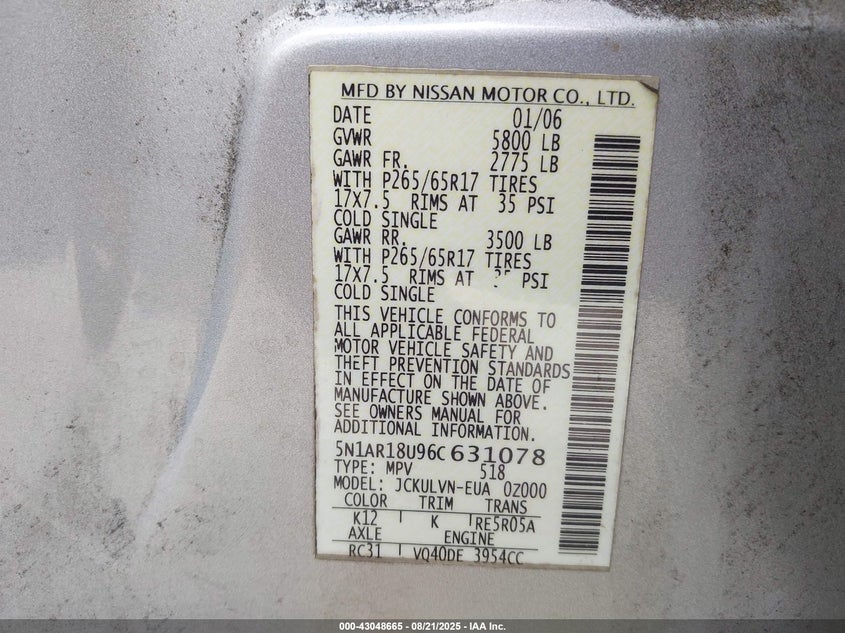 MFD BY NISSAN MOTOR CO., LTD.
DATE 01/06
GVWR 5800 LB
GAWR FR. 2775 LB
WITH P265/65R17 TIRES
17X7.5 RIMS AT 35 PSI
COLD SINGLE
GAWR RR. 3500 LB
WITH P265/65R17 TIRES
17X7.5 RIMS AT PSI
COLD SINGLE
THIS VEHICLE CONFORMS TO
ALL APPLICABLE FEDERAL
MOTOR VEHICLE SAFETY AND
THEFT PREVENTION STANDARDS
IN EFFECT ON THE DATE OF
MANUFACTURE SHOWN ABOVE.
SEE OWNERS MANUAL FOR
ADDITIONAL INFORMATION.
5N1AR18U96C631078
TYPE: MPV 518
MODEL: JCKULVN-EUA 0Z000
COLOR TRIM TRANS
K12 K RE5R05A
AXLE ENGINE
RC31 VQ40DE 3954CC
000-43048665 - 08/21/2025 - IAA Inc.